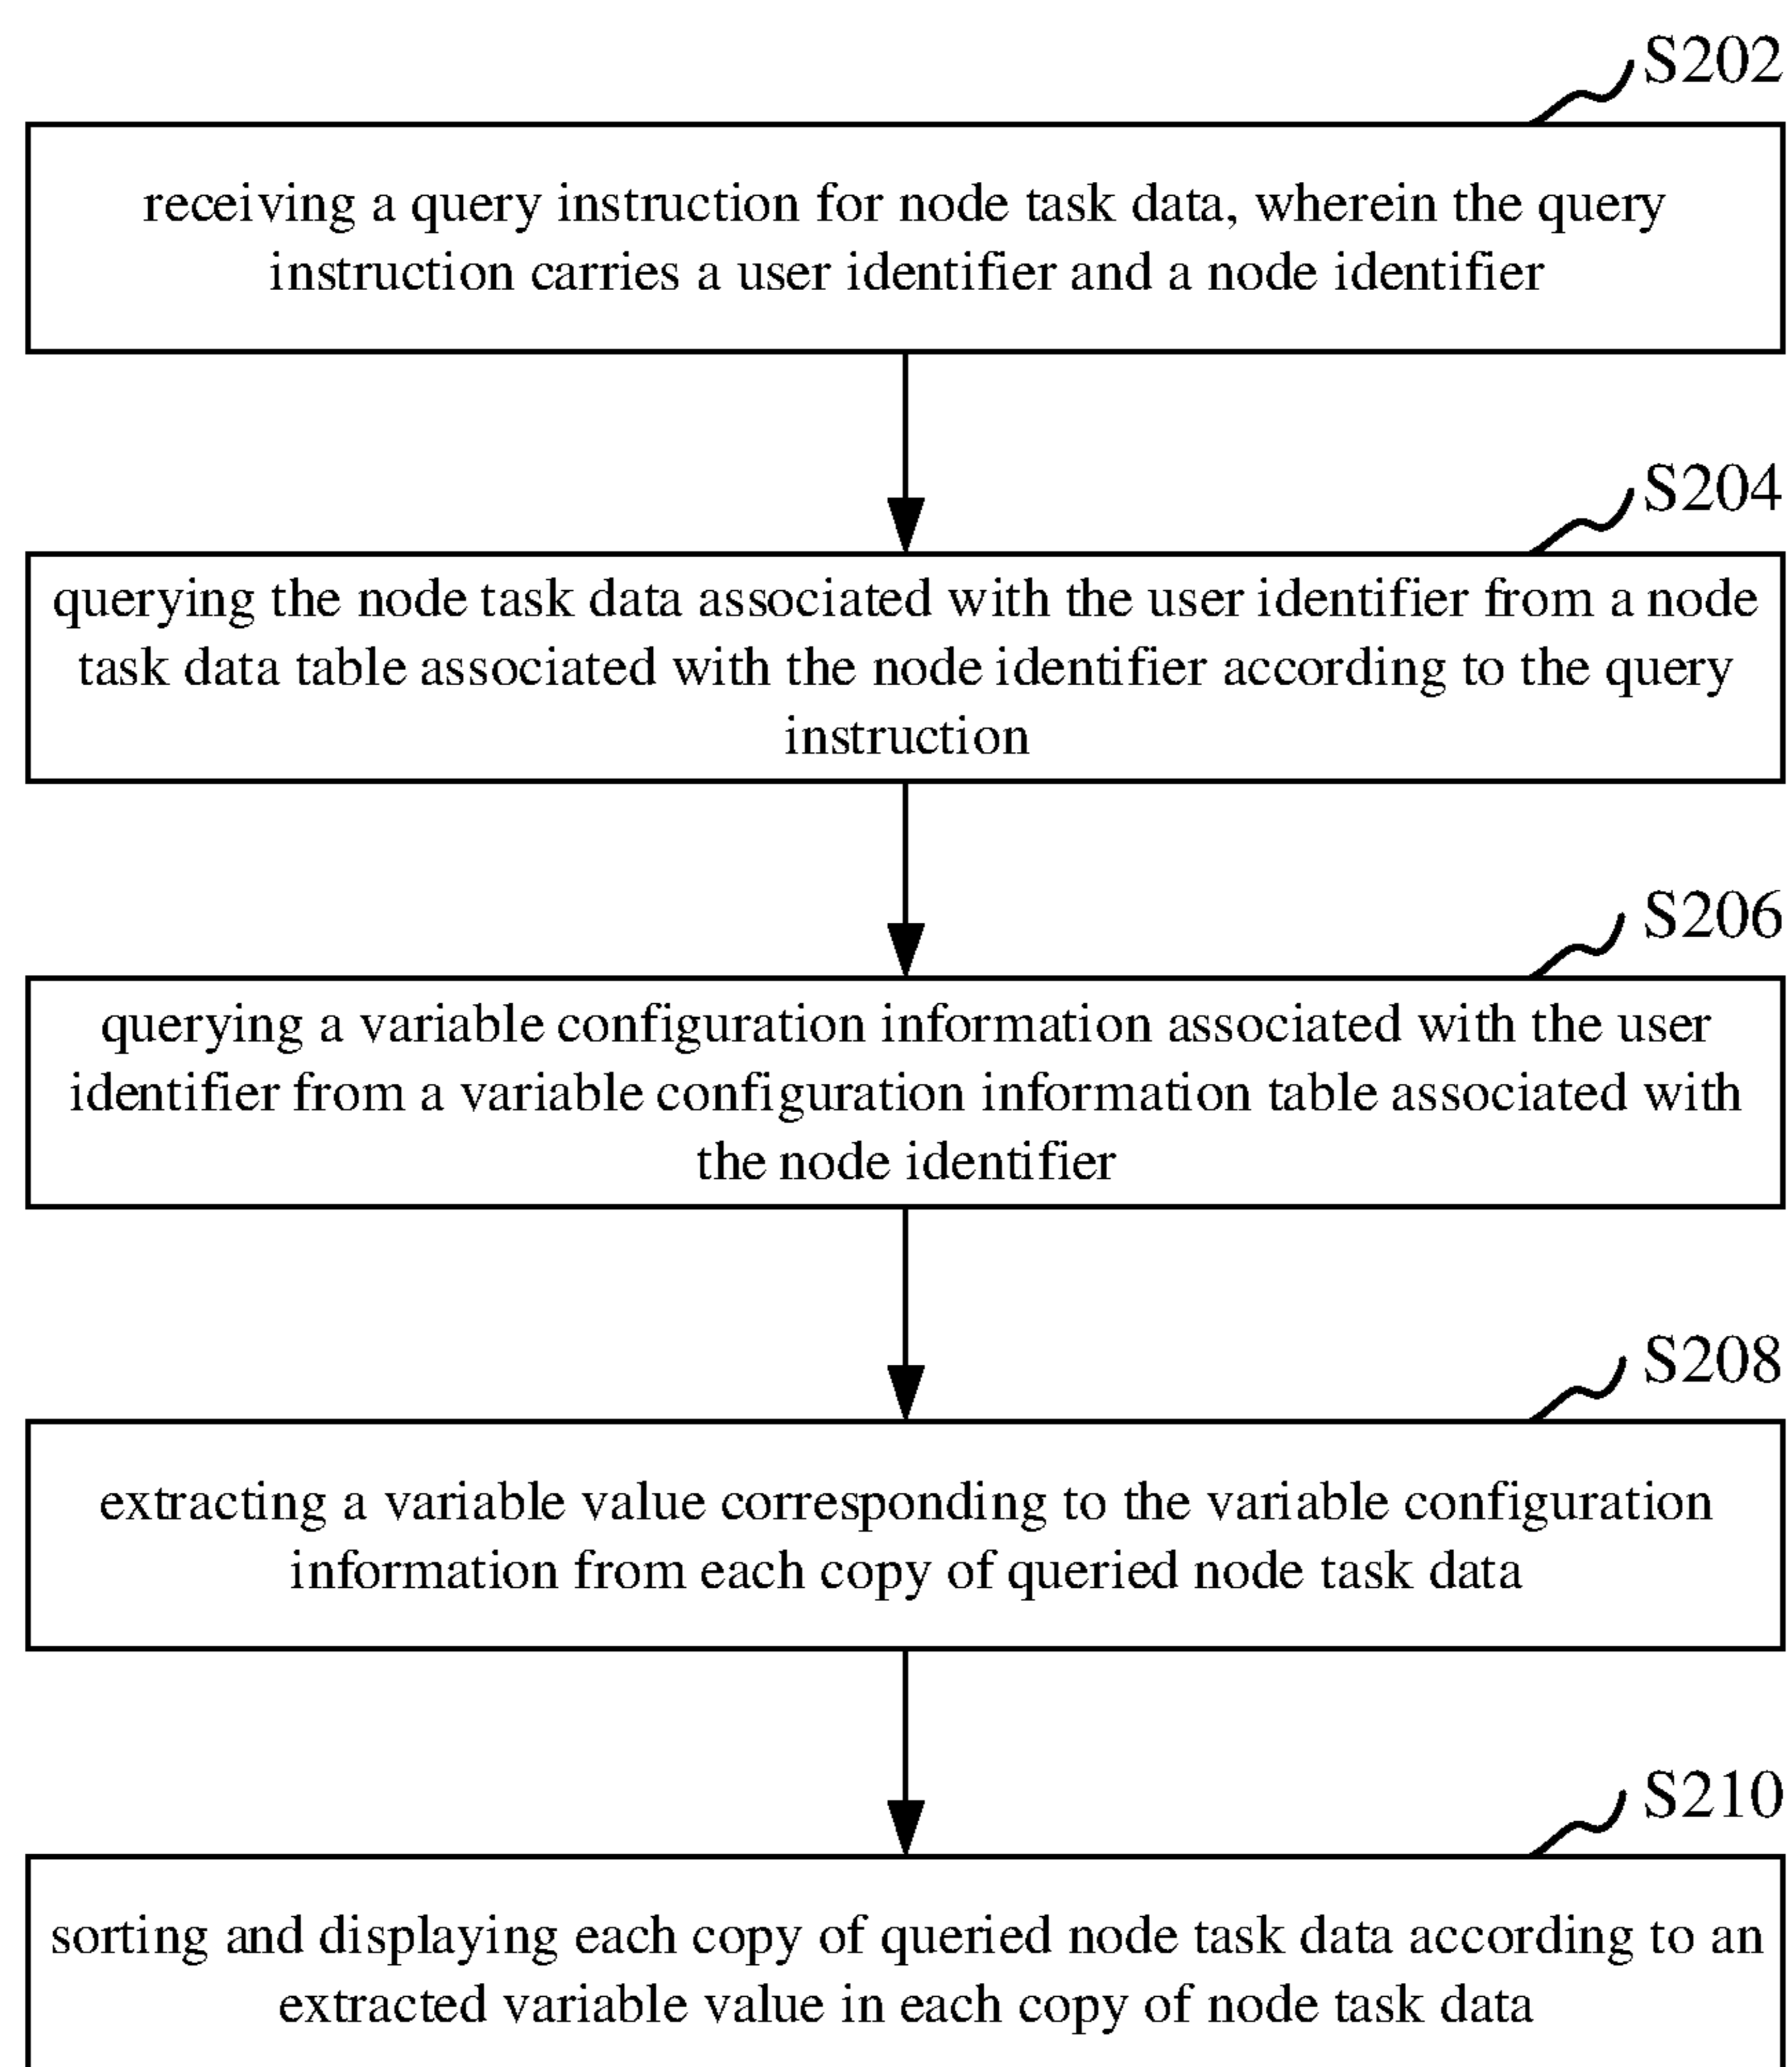 S202
receiving a query instruction for node task data, wherein the query
instruction carries a user identifier and a node identifier
S204
querying the node task data associated with the user identifier from a node
task data table associated with the node identifier according to the query
instruction
S206
querying a variable configuration information associated with the user
identifier from a variable configuration information table associated with
the node identifier
S208
extracting a variable value corresponding to the variable configuration
information from each copy of queried node task data
S210
sorting and displaying each copy of queried node task data according to an
extracted variable value in each copy of node task data